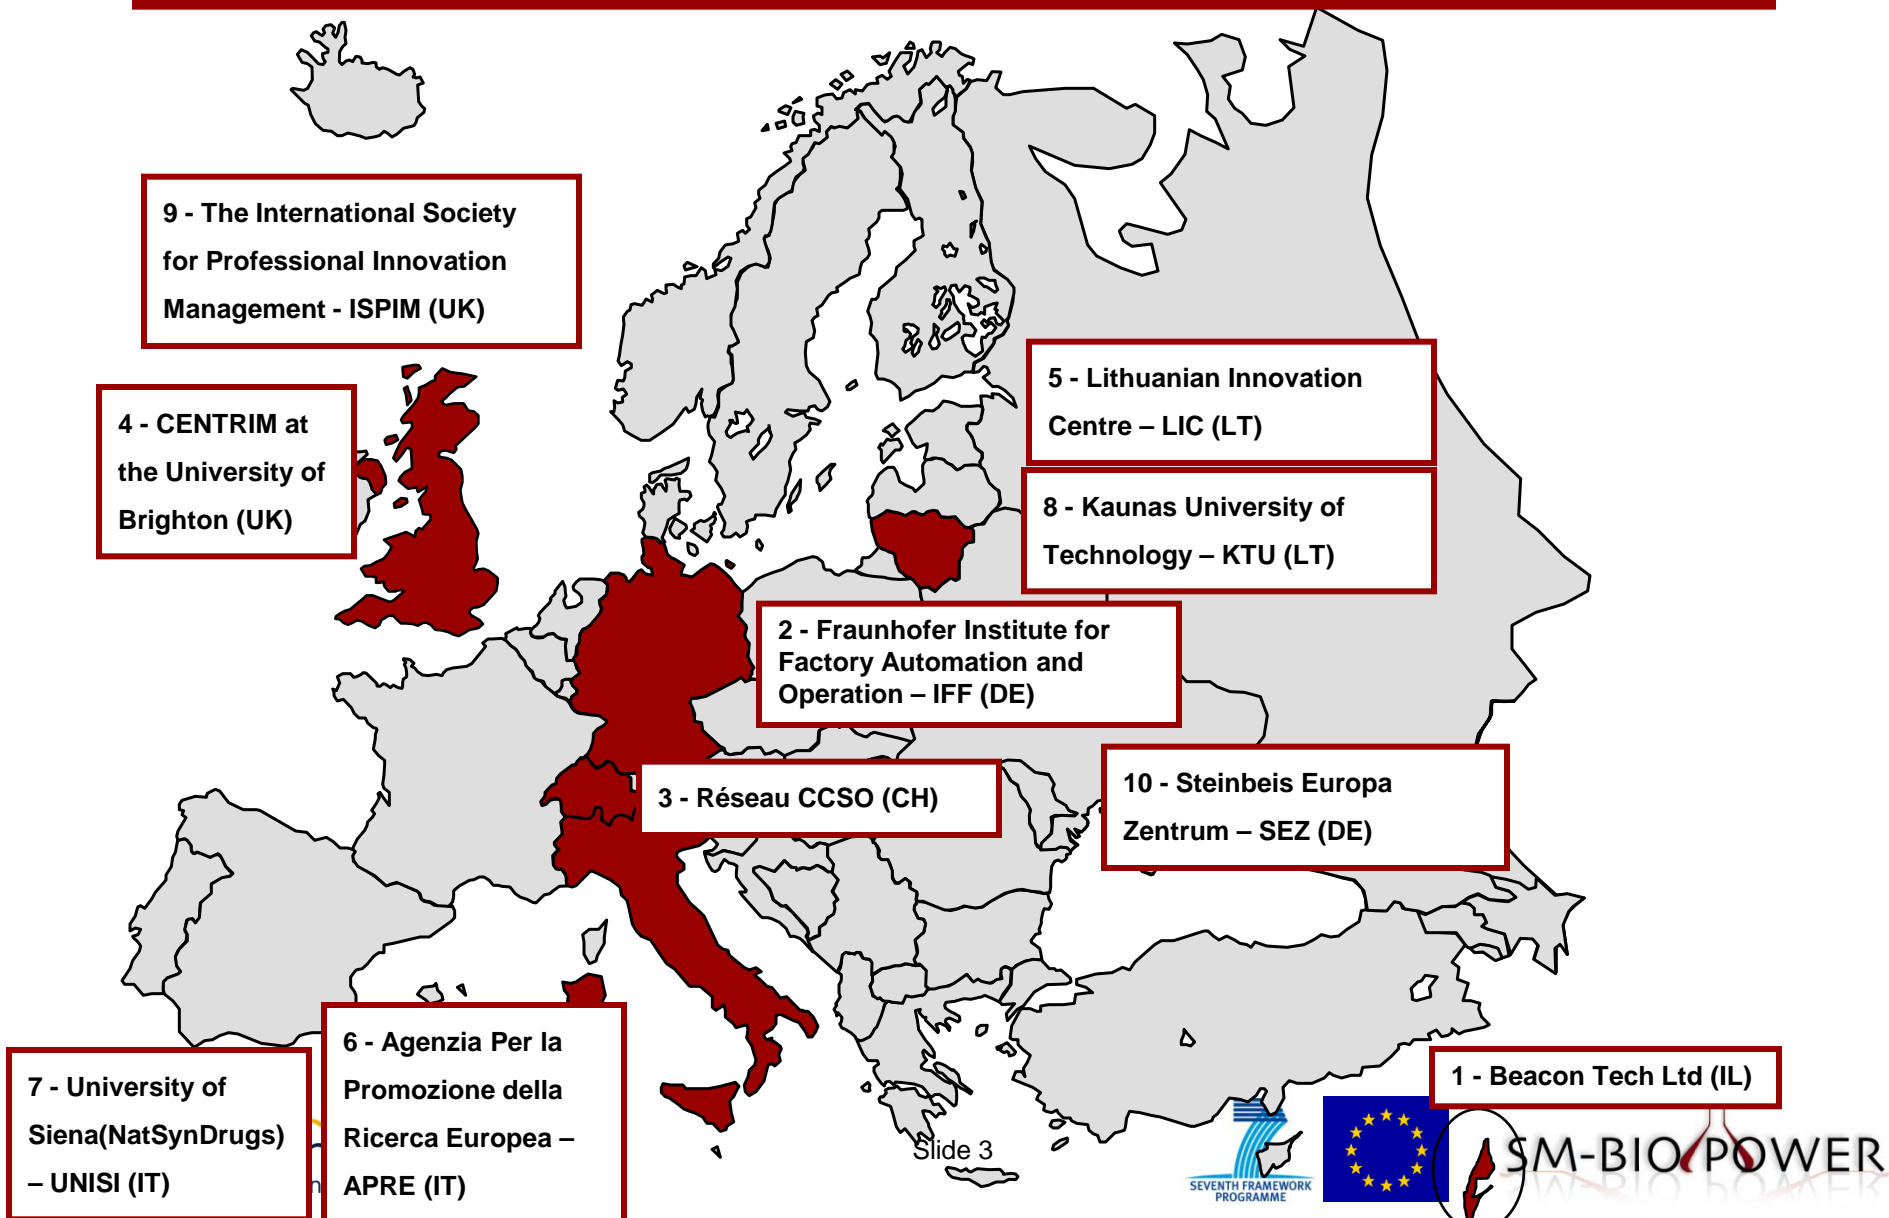 9 - The International Society
for Professional Innovation
Management - ISPIM (UK)
4 - CENTRIM at
the University of
Brighton (UK)
5 - Lithuanian Innovation
Centre – LIC (LT)
8 - Kaunas University of
Technology – KTU (LT)
2 - Fraunhofer Institute for
Factory Automation and
Operation – IFF (DE)
3 - Réseau CCSO (CH)
10 - Steinbeis Europa
Zentrum – SEZ (DE)
6 - Agenzia Per la
Promozione della
Ricerca Europea –
APRE (IT)
7 - University of
Siena(NatSynDrugs)
– UNISI (IT)
1 - Beacon Tech Ltd (IL)
Slide 3
SEVENTH FRAMEWORK
PROGRAMME
SM-BIO POWER